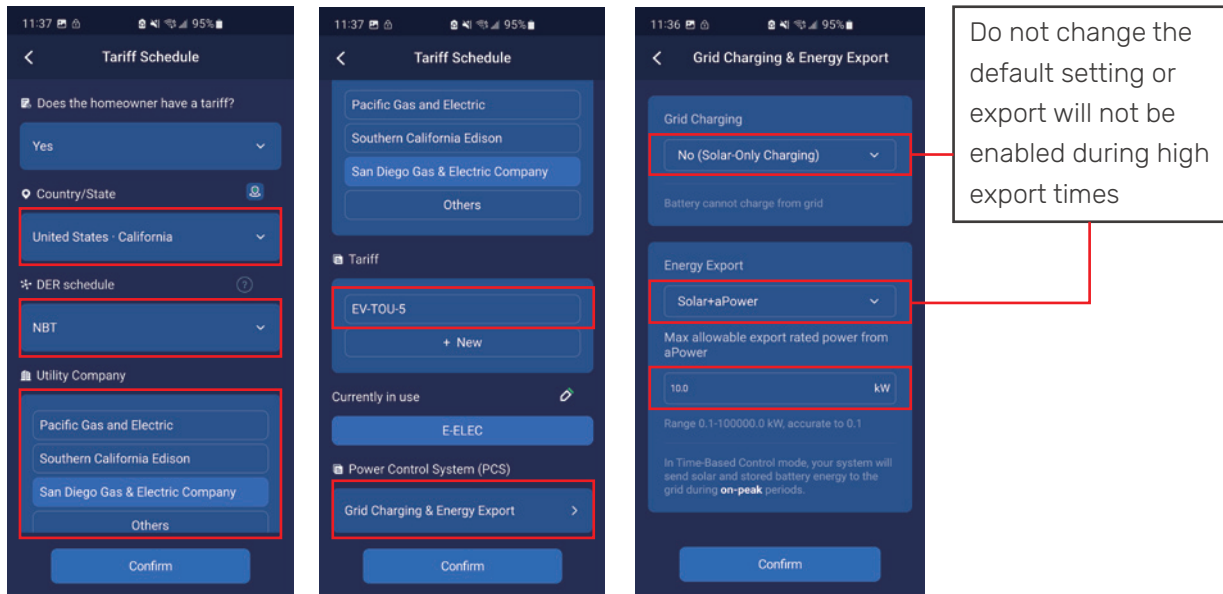 11:37 95%
Tariff Schedule
Does the homeowner have a tariff?
Yes
Country/State
United States - California
DER schedule
?
NBT
Utility Company
Pacific Gas and Electric
Southern California Edison
San Diego Gas & Electric Company
Others
Confirm
11:37 95%
Tariff Schedule
Pacific Gas and Electric
Southern California Edison
San Diego Gas & Electric Company
Others
Tariff
EV-TOU-5
+ New
Currently in use
E-ELEC
Power Control System (PCS)
Grid Charging & Energy Export
Confirm
11:36 95%
Grid Charging & Energy Export
Grid Charging
No (Solar-Only Charging)
Battery cannot charge from grid
Energy Export
Solar+aPower
Max allowable export rated power from
aPower
10.0 kW
Range 0.1-100000.0 kW, accurate to 0.1
In Time-Based Control mode, your system will
send solar and stored battery energy to the
grid during on-peak periods.
Confirm
Do not change the
default setting or
export will not be
enabled during high
export times